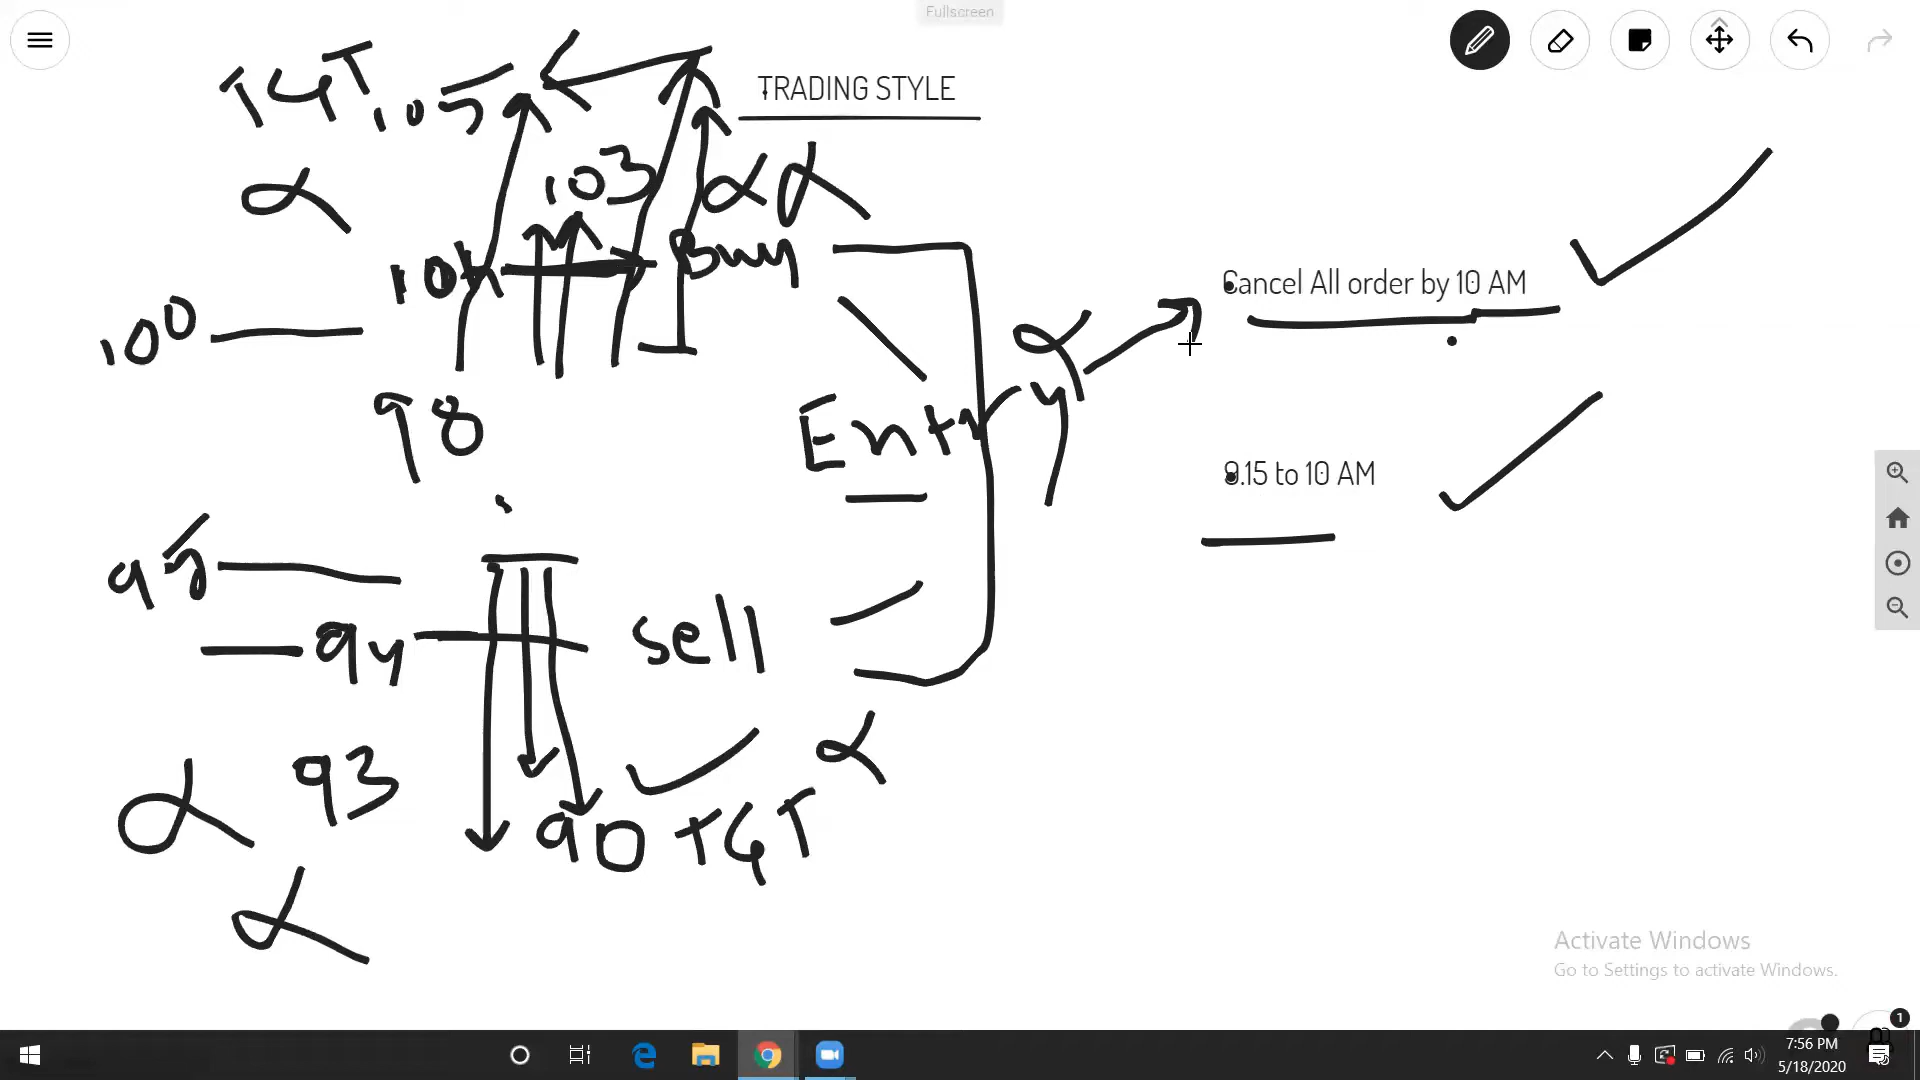 Fullscreen
TRADING STYLE
TGT 105
103
Buy
100
98
Entry
Cancel All order by 10 AM
9.15 to 10 AM
95
94 sell
93
90 TGT
Activate Windows
Go to Settings to activate Windows.
1
7:56 PM
5/18/2020